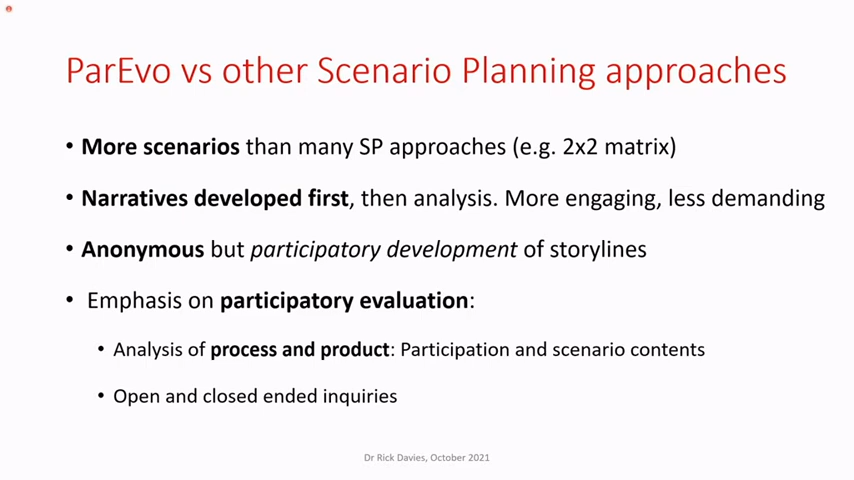 ParEvo vs other Scenario Planning approaches
• More scenarios than many SP approaches (e.g. 2x2 matrix)
• Narratives developed first, then analysis. More engaging, less demanding
• Anonymous but participatory development of storylines
• Emphasis on participatory evaluation:
• Analysis of process and product: Participation and scenario contents
• Open and closed ended inquiries
Dr Rick Davies, October 2021